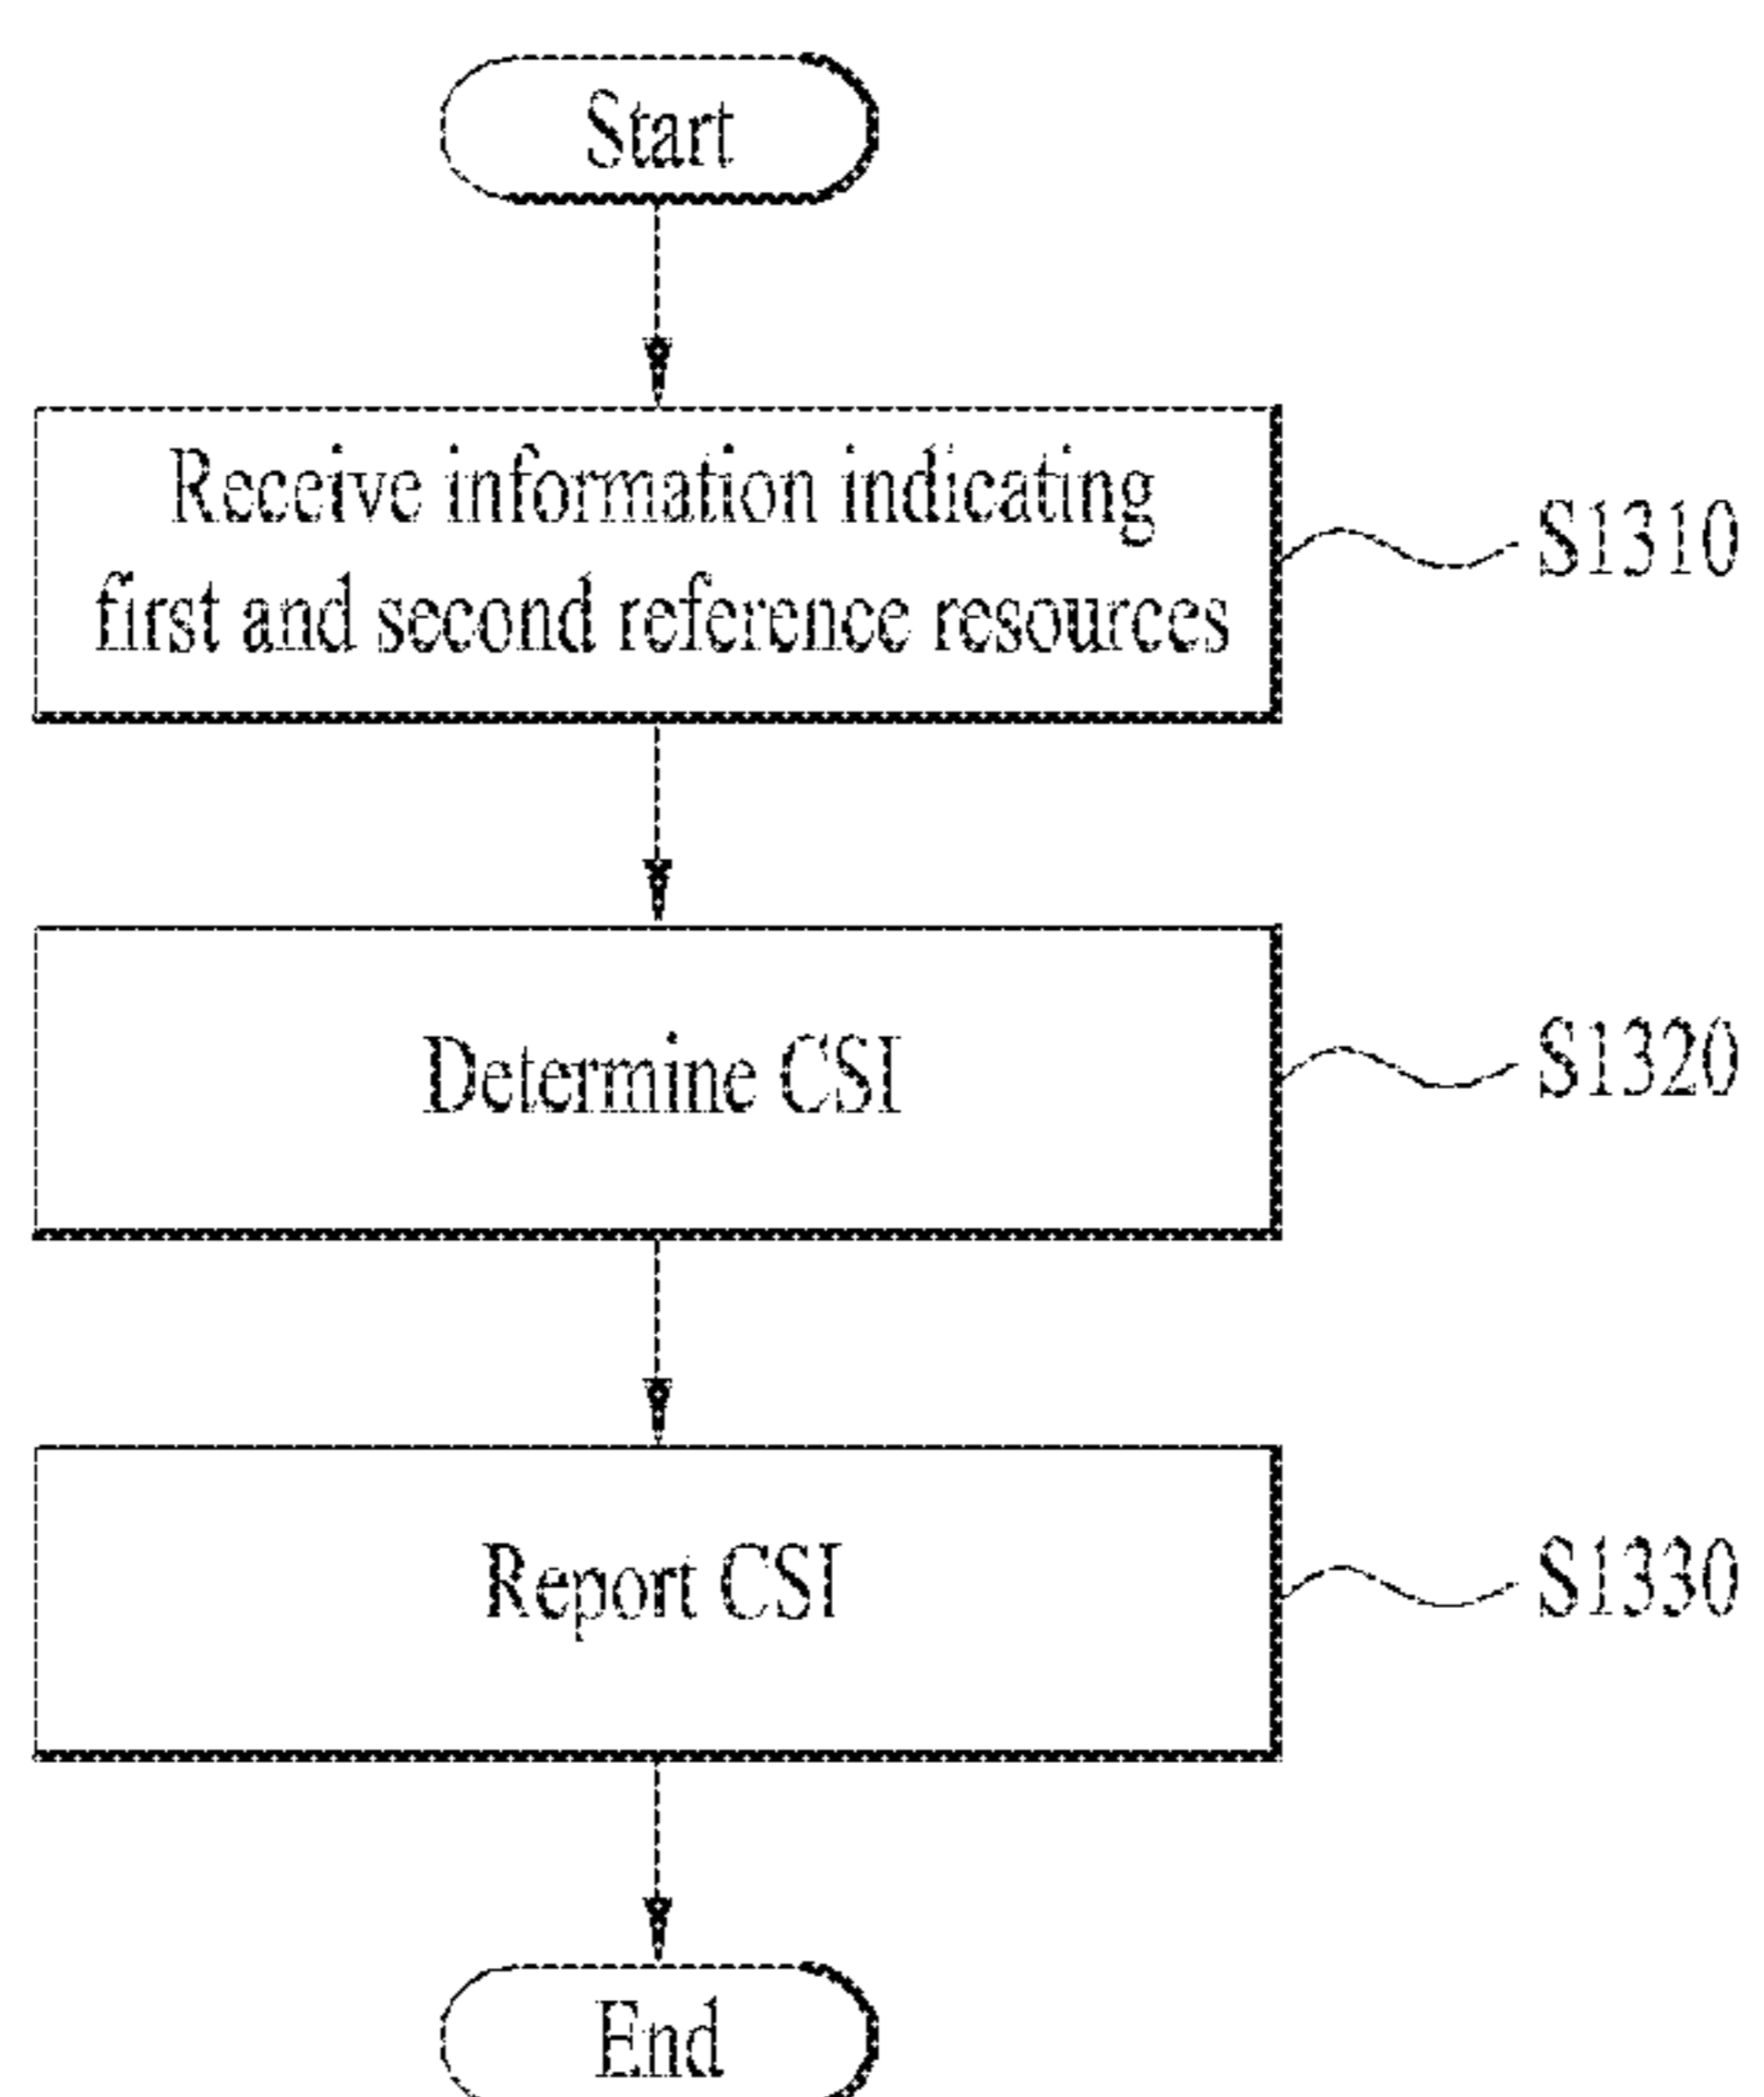 Start
Receive information indicating
first and second reference resources
S1310
Determine CSI
S1320
Report CSI
S1330
End